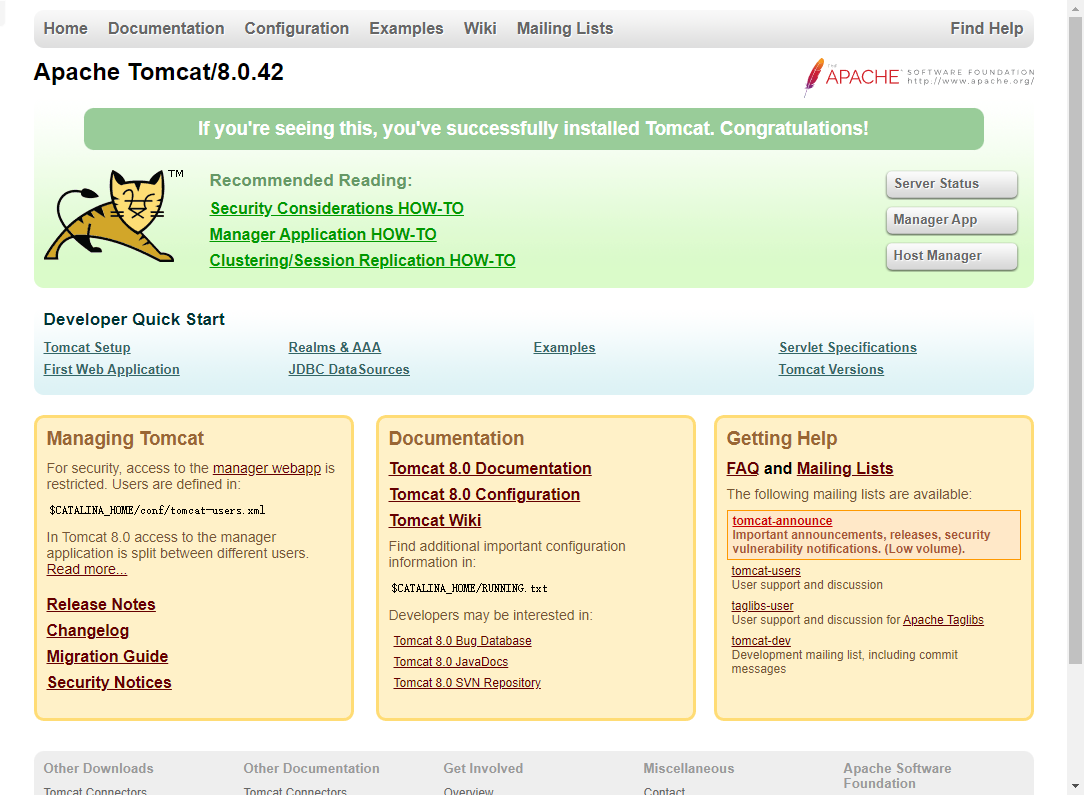 Home Documentation Configuration Examples Wiki Mailing Lists Find Help
Apache Tomcat/8.0.42
THE APACHE SOFTWARE FOUNDATION
http://www.apache.org/
If you're seeing this, you've successfully installed Tomcat. Congratulations!
TM
Recommended Reading:
Security Considerations HOW-TO
Manager Application HOW-TO
Clustering/Session Replication HOW-TO
Server Status
Manager App
Host Manager
Developer Quick Start
Tomcat Setup
First Web Application
Realms & AAA
JDBC DataSources
Examples
Servlet Specifications
Tomcat Versions
Managing Tomcat
For security, access to the manager webapp is
restricted. Users are defined in:
$CATALINA_HOME/conf/tomcat-users.xml
In Tomcat 8.0 access to the manager
application is split between different users.
Read more...
Release Notes
Changelog
Migration Guide
Security Notices
Documentation
Tomcat 8.0 Documentation
Tomcat 8.0 Configuration
Tomcat Wiki
Find additional important configuration
information in:
$CATALINA_HOME/RUNNING.txt
Developers may be interested in:
Tomcat 8.0 Bug Database
Tomcat 8.0 JavaDocs
Tomcat 8.0 SVN Repository
Getting Help
FAQ and Mailing Lists
The following mailing lists are available:
tomcat-announce
Important announcements, releases, security
vulnerability notifications. (Low volume).
tomcat-users
User support and discussion
taglibs-user
User support and discussion for Apache Taglibs
tomcat-dev
Development mailing list, including commit
messages
Other Downloads
Tomcat Connectors
Other Documentation
Tomcat Connectors
Get Involved
Overview
Miscellaneous
Contact
Apache Software
Foundation